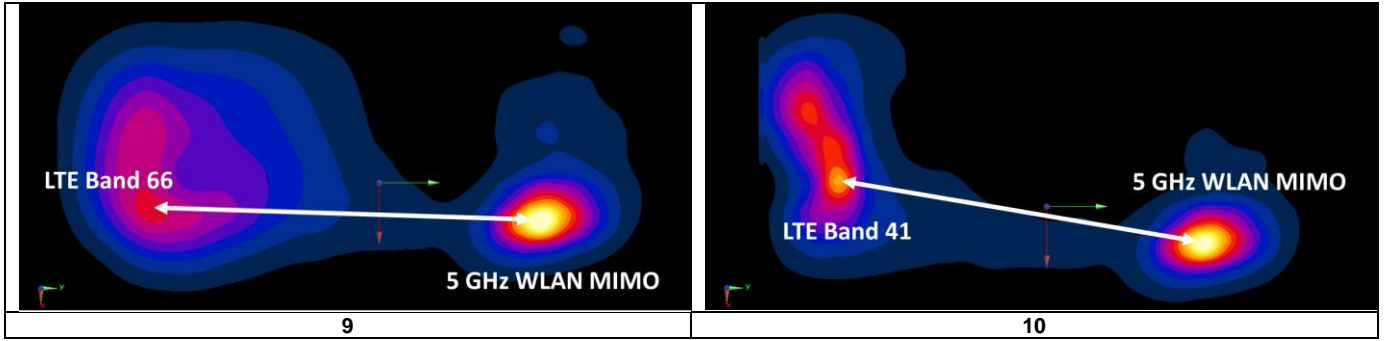 LTE Band 66
5 GHz WLAN MIMO
9
5 GHz WLAN MIMO
LTE Band 41
10